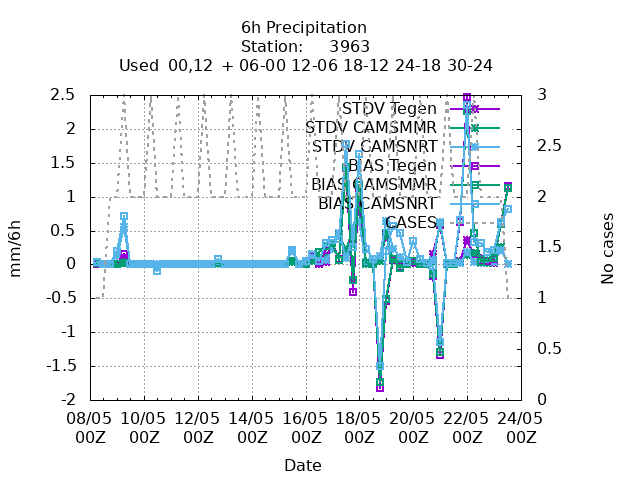 6h Precipitation
Station: 3963
Used 00,12 + 06-00 12-06 18-12 24-18 30-24
2.5
2
1.5
1
0.5
0
-0.5
-1
-1.5
-2
3
2.5
2
1.5
1
0.5
0
mm/6h
No cases
STDV Tegen
STDV CAMSMMR
STDV CAMSNRT
BIAS Tegen
BIAS CAMSMMR
BIAS CAMSNRT
CASES
08/05 10/05 12/05 14/05 16/05 18/05 20/05 22/05 24/05
00Z 00Z 00Z 00Z 00Z 00Z 00Z 00Z 00Z
Date